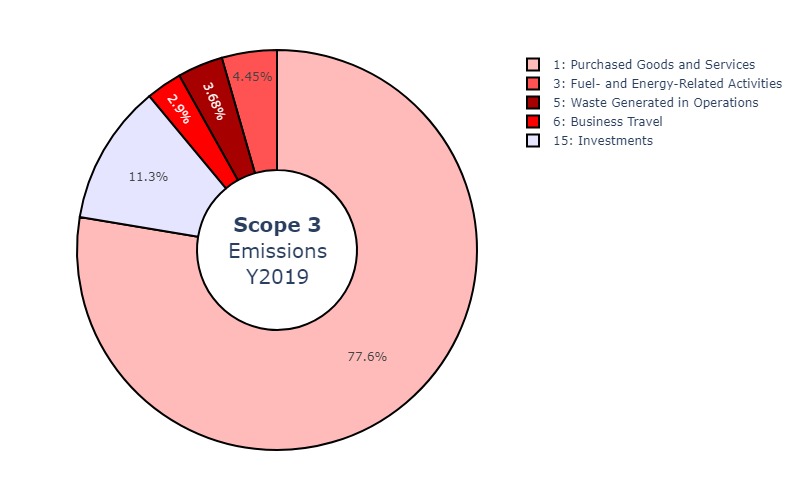 4.45%
3.68%
2.9%
11.3%
77.6%
Scope 3
Emissions
Y2019
1: Purchased Goods and Services
3: Fuel- and Energy-Related Activities
5: Waste Generated in Operations
6: Business Travel
15: Investments